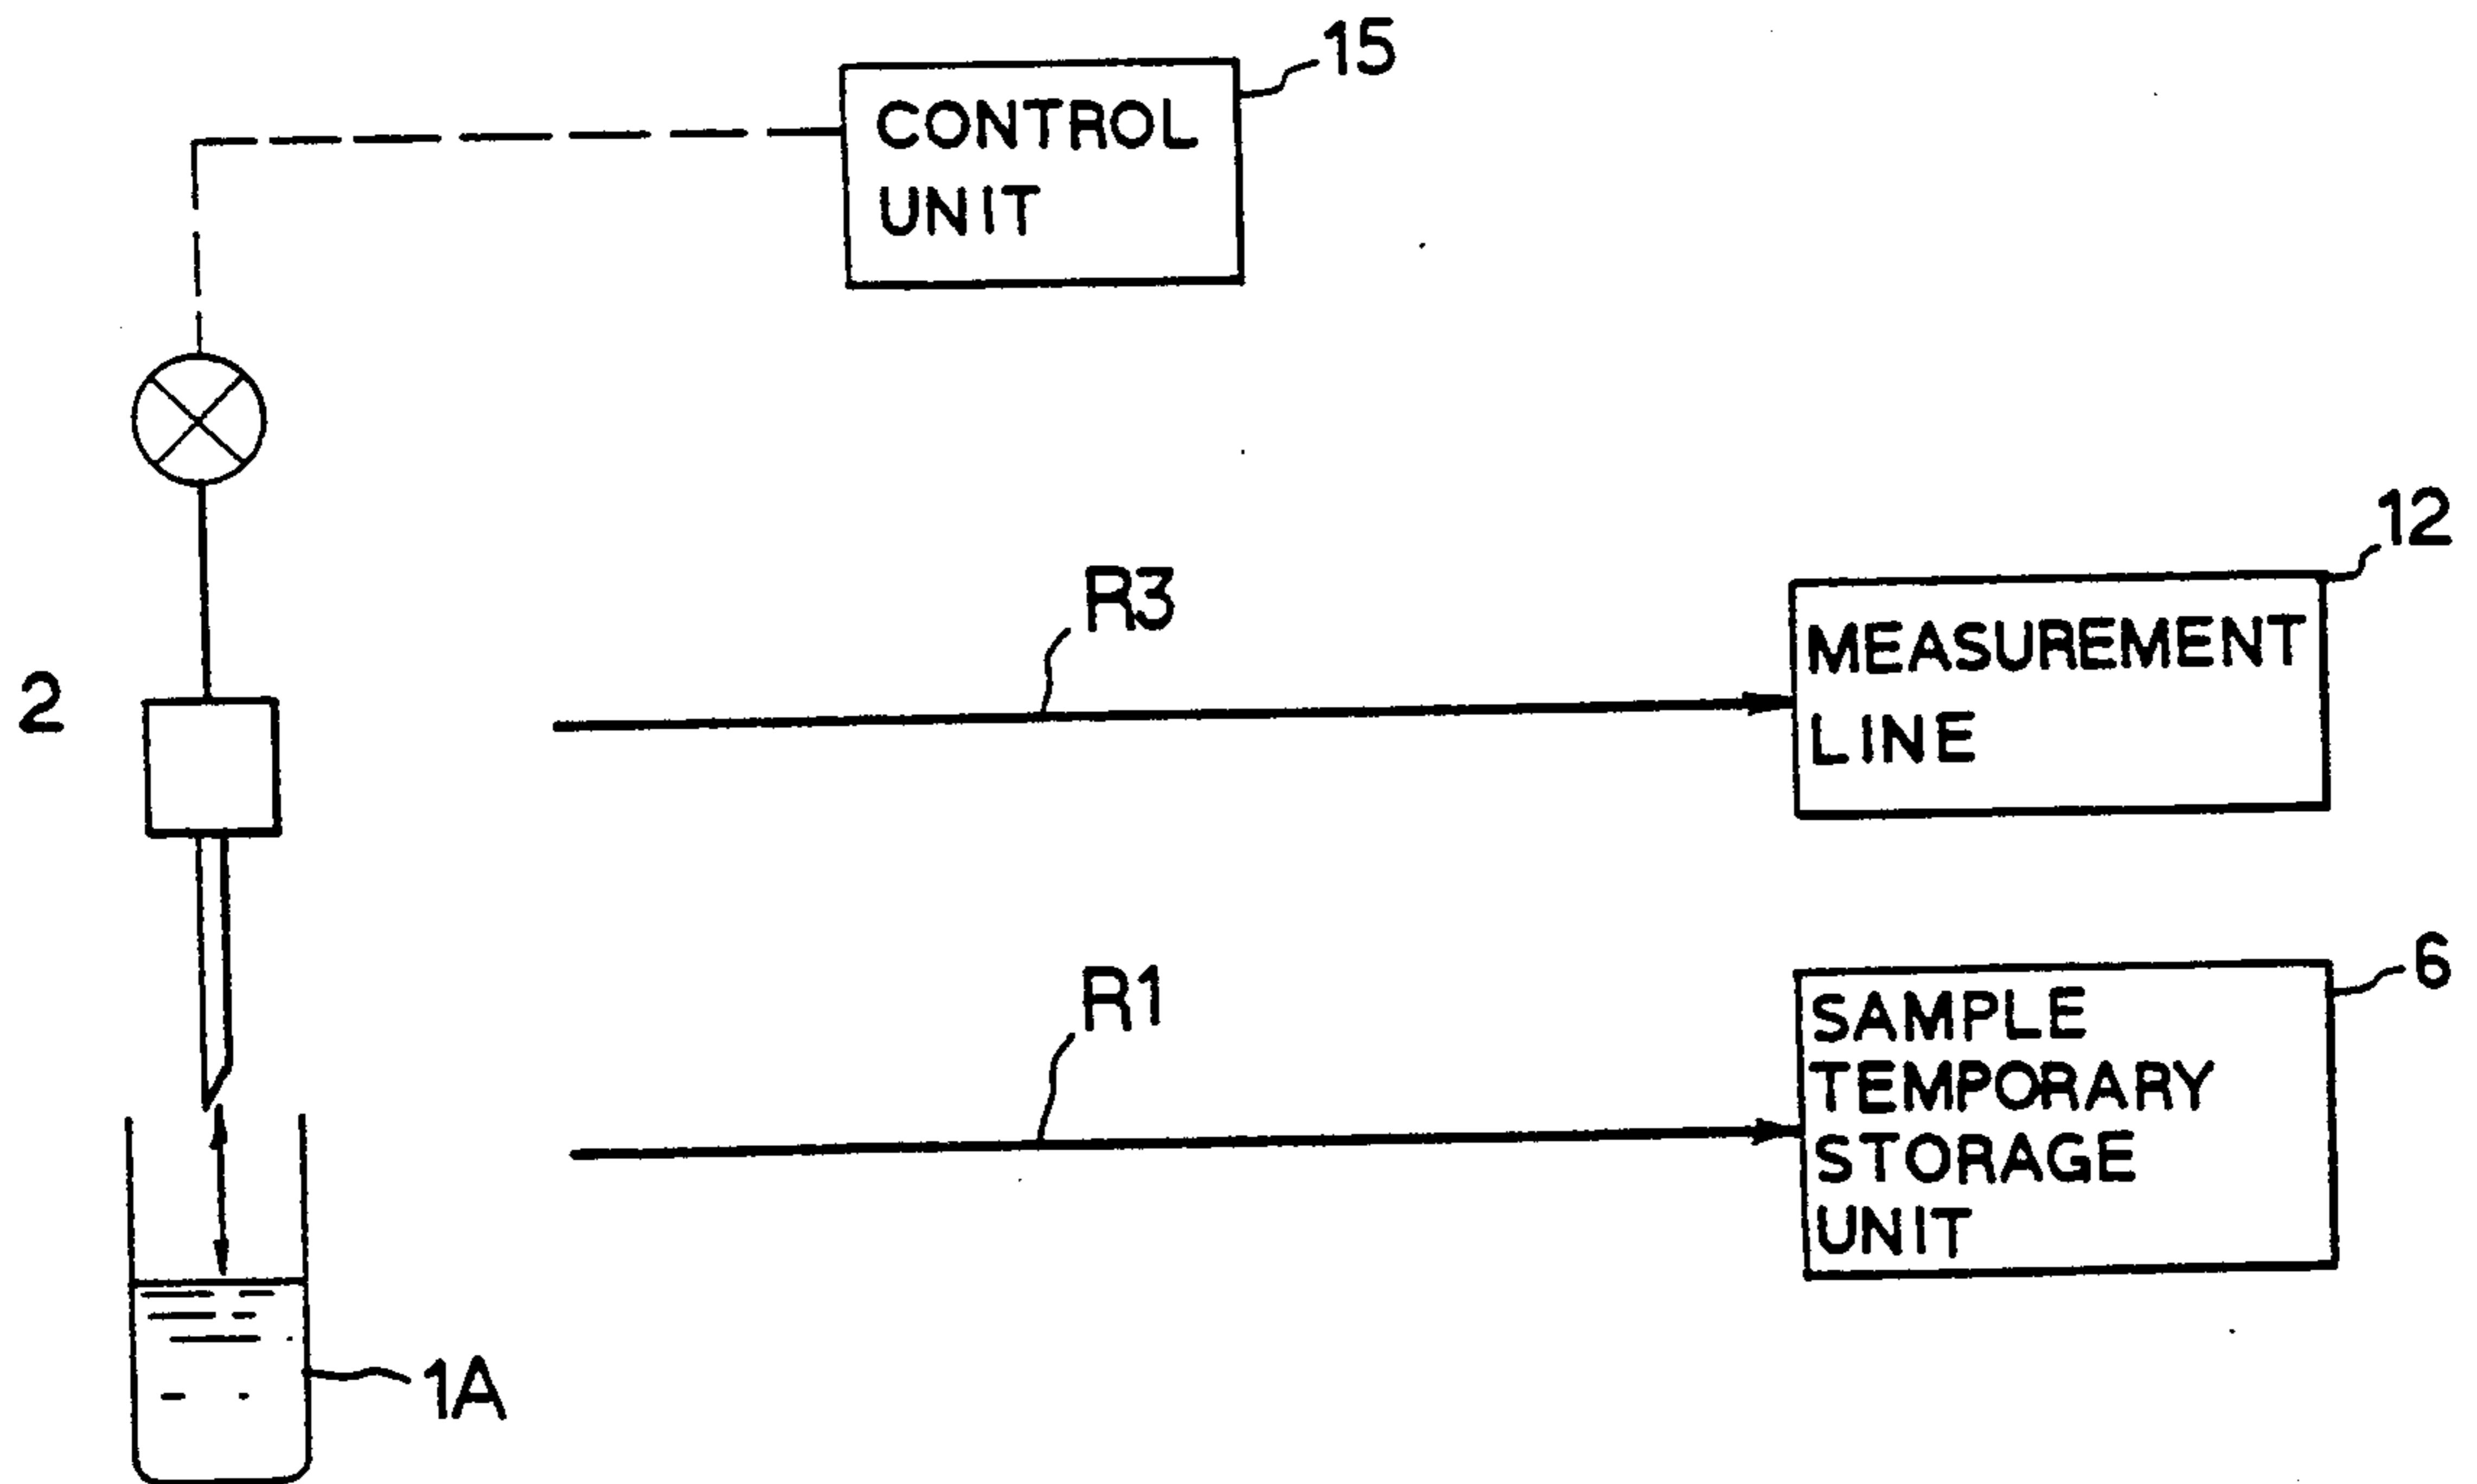 15
CONTROL
UNIT
12
R3
MEASUREMENT
LINE
2
6
R1
SAMPLE
TEMPORARY
STORAGE
UNIT
1A